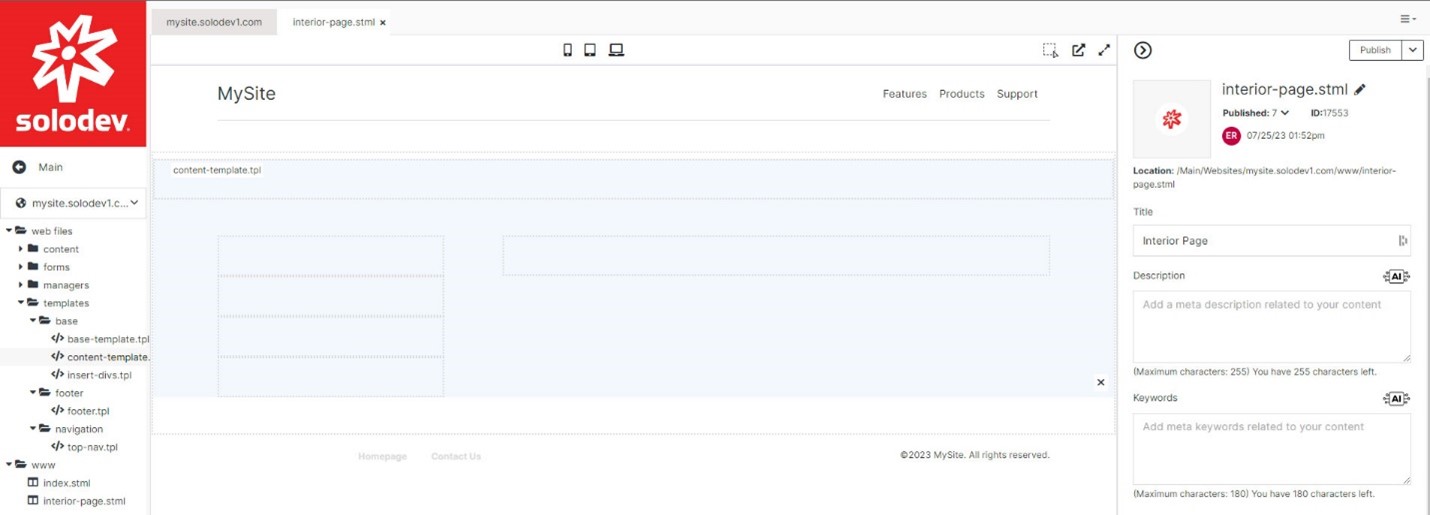 solodev
Main
mysite.solodev1.c...
web files
content
forms
managers
templates
base
base-template.tpl
content-template.
insert-divs.tpl
footer
footer.tpl
navigation
top-nav.tpl
www
index.stml
interior-page.stml
mysite.solodev1.com
interior-page.stml
MySite
Features Products Support
content-template.tpl
Homepage Contact Us
©2023 MySite. All rights reserved.
Publish
interior-page.stml
Published: 7 ID:17553
ER 07/25/23 01:52pm
Location: /Main/Websites/mysite.solodev1.com/www/interior-
page.stml
Title
Interior Page
Description AI
Add a meta description related to your content
(Maximum characters: 255) You have 255 characters left.
Keywords AI
Add meta keywords related to your content
(Maximum characters: 180) You have 180 characters left.